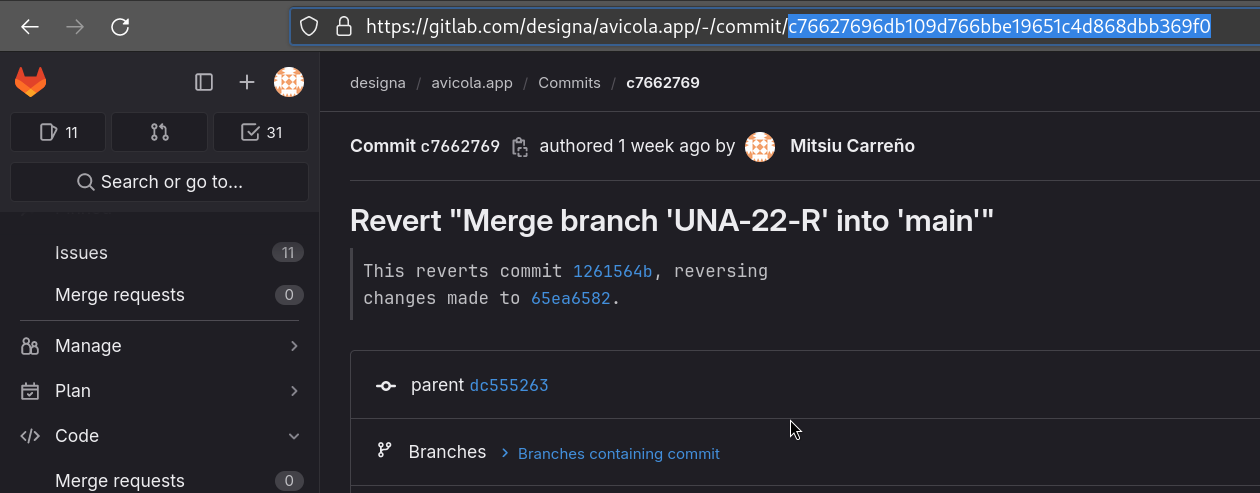 https://gitlab.com/designa/avicola.app/-/commit/c76627696db109d766bbe19651c4d868dbb369f0
designa / avicola.app / Commits / c7662769
11
31
Search or go to...
Issues 11
Merge requests 0
Manage
Plan
Code
Merge requests 0
Commit c7662769 authored 1 week ago by Mitsiu Carreño
Revert "Merge branch 'UNA-22-R' into 'main'"
This reverts commit 1261564b, reversing
changes made to 65ea6582.
parent dc555263
Branches Branches containing commit